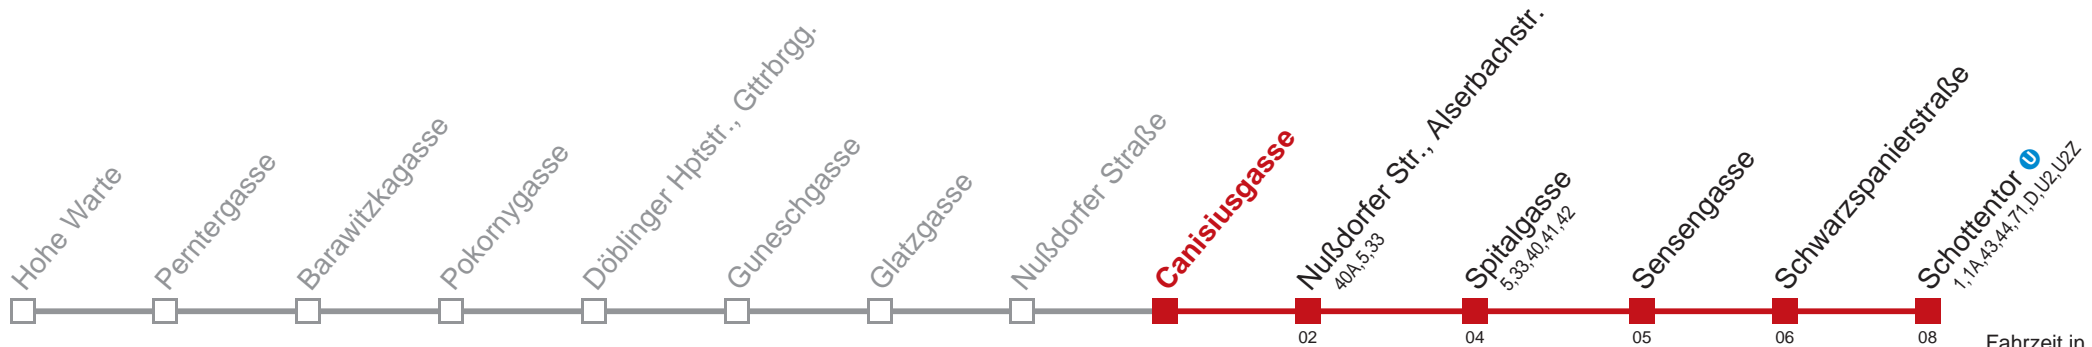 Hohe Warte
Perntergasse
Barawitzkagasse
Pokornygasse
Döblinger Hptstr., Gttrbrgg.
Guneschgasse
Glatzgasse
Nußdorfer Straße
Canisiusgasse
Nußdorfer Str., Alserbachstr.
40A,5,33
Spitalgasse
5,33,40,41,42
Sensengasse
Schwarzspanierstraße
Schottentor U
1,1A,43,44,71,D,U2,U2Z
02
04
05
06
08
Fahrzeit in